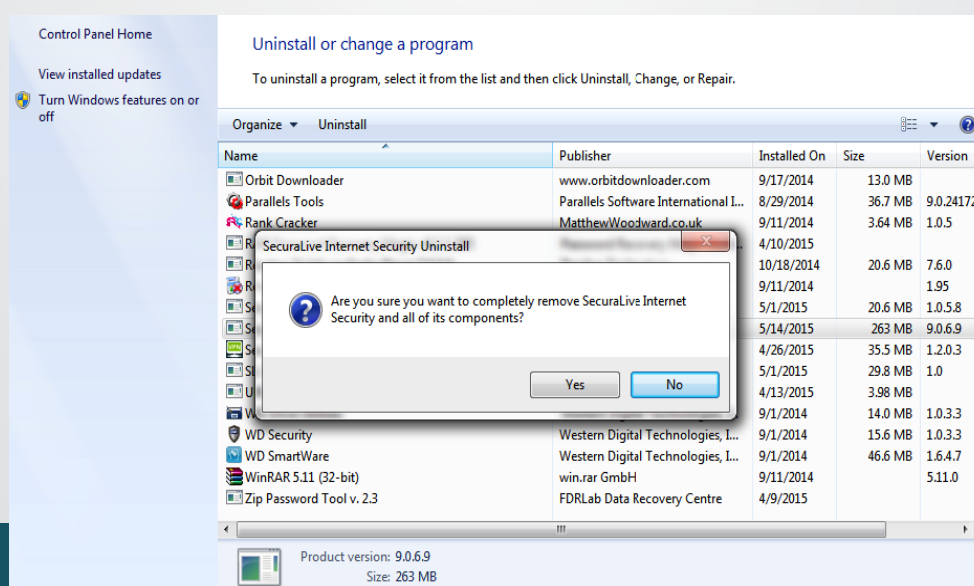 Control Panel Home
View installed updates
Turn Windows features on or
off
Uninstall or change a program
To uninstall a program, select it from the list and then click Uninstall, Change, or Repair.
Organize Uninstall
Name Publisher Installed On Size Version
Orbit Downloader www.orbitdownloader.com 9/17/2014 13.0 MB
Parallels Tools Parallels Software International I... 8/29/2014 36.7 MB 9.0.24172
Rank Cracker MatthewWoodward.co.uk 9/11/2014 3.64 MB 1.0.5
4/10/2015
10/18/2014 20.6 MB 7.6.0
9/11/2014 1.95
5/1/2015 20.6 MB 1.0.5.8
5/14/2015 263 MB 9.0.6.9
4/26/2015 35.5 MB 1.2.0.3
5/1/2015 29.8 MB 1.0
4/13/2015 3.98 MB
9/1/2014 14.0 MB 1.0.3.3
SecuraLive Internet Security Uninstall
Are you sure you want to completely remove SecuraLive Internet
Security and all of its components?
Yes No
WD Security Western Digital Technologies, I... 9/1/2014 15.6 MB 1.0.3.3
WD SmartWare Western Digital Technologies, I... 9/1/2014 46.6 MB 1.6.4.7
WinRAR 5.11 (32-bit) win.rar GmbH 9/11/2014 5.11.0
Zip Password Tool v. 2.3 FDRLab Data Recovery Centre 4/9/2015
Product version: 9.0.6.9
Size: 263 MB